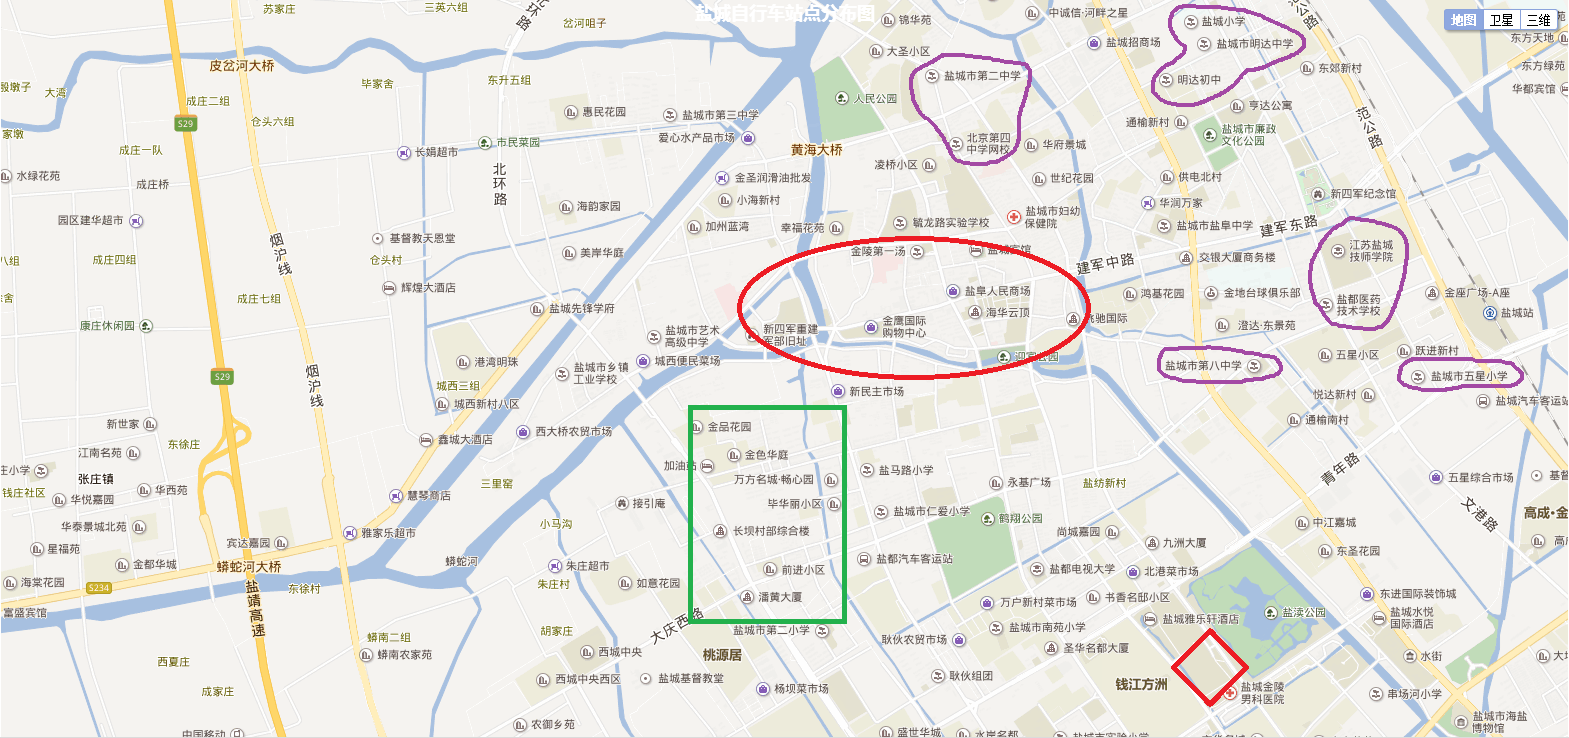 苏家庄
三英六组
岔河咀子
盐城自行车站点分布图
锦华苑
中诚信·河畔之星
盐城小学
地图
卫星
三维
东方天地
皮岔河大桥
大圣小区
盐城招商场
盐城市明达中学
东方绿苑
毕家舍
东升五组
盐城市第二中学
明达初中
东郊新村
华都宾馆
大湾
成庄二组
人民公园
亨达公寓
范公路
S29
仓头六组
惠民花园
盐城市第三中学
通榆新村
盐城市廉政
文化公园
成庄一队
市民菜园
爱心水产品市场
北京第四
中学网校
华府景城
长娟超市
黄海大桥
凌桥小区
水绿花苑
成庄桥
北环路
金圣润滑油批发
世纪花园
供电北村
新四军纪念馆
园区建华超市
海韵家园
小海新村
毓龙路实验学校
盐城市妇幼
保健院
华润万家
加州蓝湾
幸福花苑
盐城市盐阜中学
建军东路
基督教天恩堂
烟沪线
美岸华庭
金陵第一汤
江苏盐城
技师学院
成庄四组
仓头村
建军中路
交银大厦商务楼
成庄七组
辉煌大酒店
盐阜人民商场
鸿基花园
金地台球俱乐部
金座广场-A座
盐城先锋学府
海华云顶
盐都医药
技术学校
盐城站
康庄休闲园
新四军重建
军部旧址
金鹰国际
购物中心
澄达·东景苑
盐城市艺术
高级中学
五星小区
跃进新村
港湾明珠
盐城市乡镇
工业学校
城西便民菜场
盐城市第八中学
盐城市五星小学
S29
烟沪线
城西三组
新民主市场
悦达新村
盐城汽车客运站
城西新村八区
通榆南村
新世家
金品花园
东徐庄
鑫城大酒店
西大桥农贸市场
江南名苑
金色华庭
加油站
盐马路小学
青年路
张庄镇
万方名城·畅心园
永基广场
盐纺新村
五星综合市场
钱庄社区
华西苑
三里窑
华悦嘉园
慧琴商店
接引庵
毕华丽小区
盐城市仁爱小学
鹤翔公园
文港路
华泰景城北苑
小马沟
长坝村部综合楼
尚城嘉园
中江嘉城
雅家乐超市
星福苑
宾达嘉园
九洲大厦
东圣花园
金都华城
蟒蛇河大桥
蟒蛇河
朱庄超市
前进小区
盐都汽车客运站
盐都电视大学
北港菜市场
海棠花园
S234
东徐村
朱庄村
如意花园
潘黄大厦
万户新村菜市场
书香名邸小区
东进国际装饰城
富盛宾馆
盐靖高速
大庆西路
盐渎公园
盐城水悦
国际酒店
蟒南二组
胡家庄
盐城市第二小学
耿伙农贸市场
盐城市南苑小学
盐城雅乐轩酒店
西夏庄
蟒南农家苑
西城中央
桃源居
圣华名都大厦
水街
成家庄
西城中央西区
盐城基督教堂
杨坝菜市场
耿伙组团
钱江方洲
盐城金陵
男科医院
串场河小学
农御乡苑
盐城市海盐
博物馆
中国移动
盛世华城
水岸名都